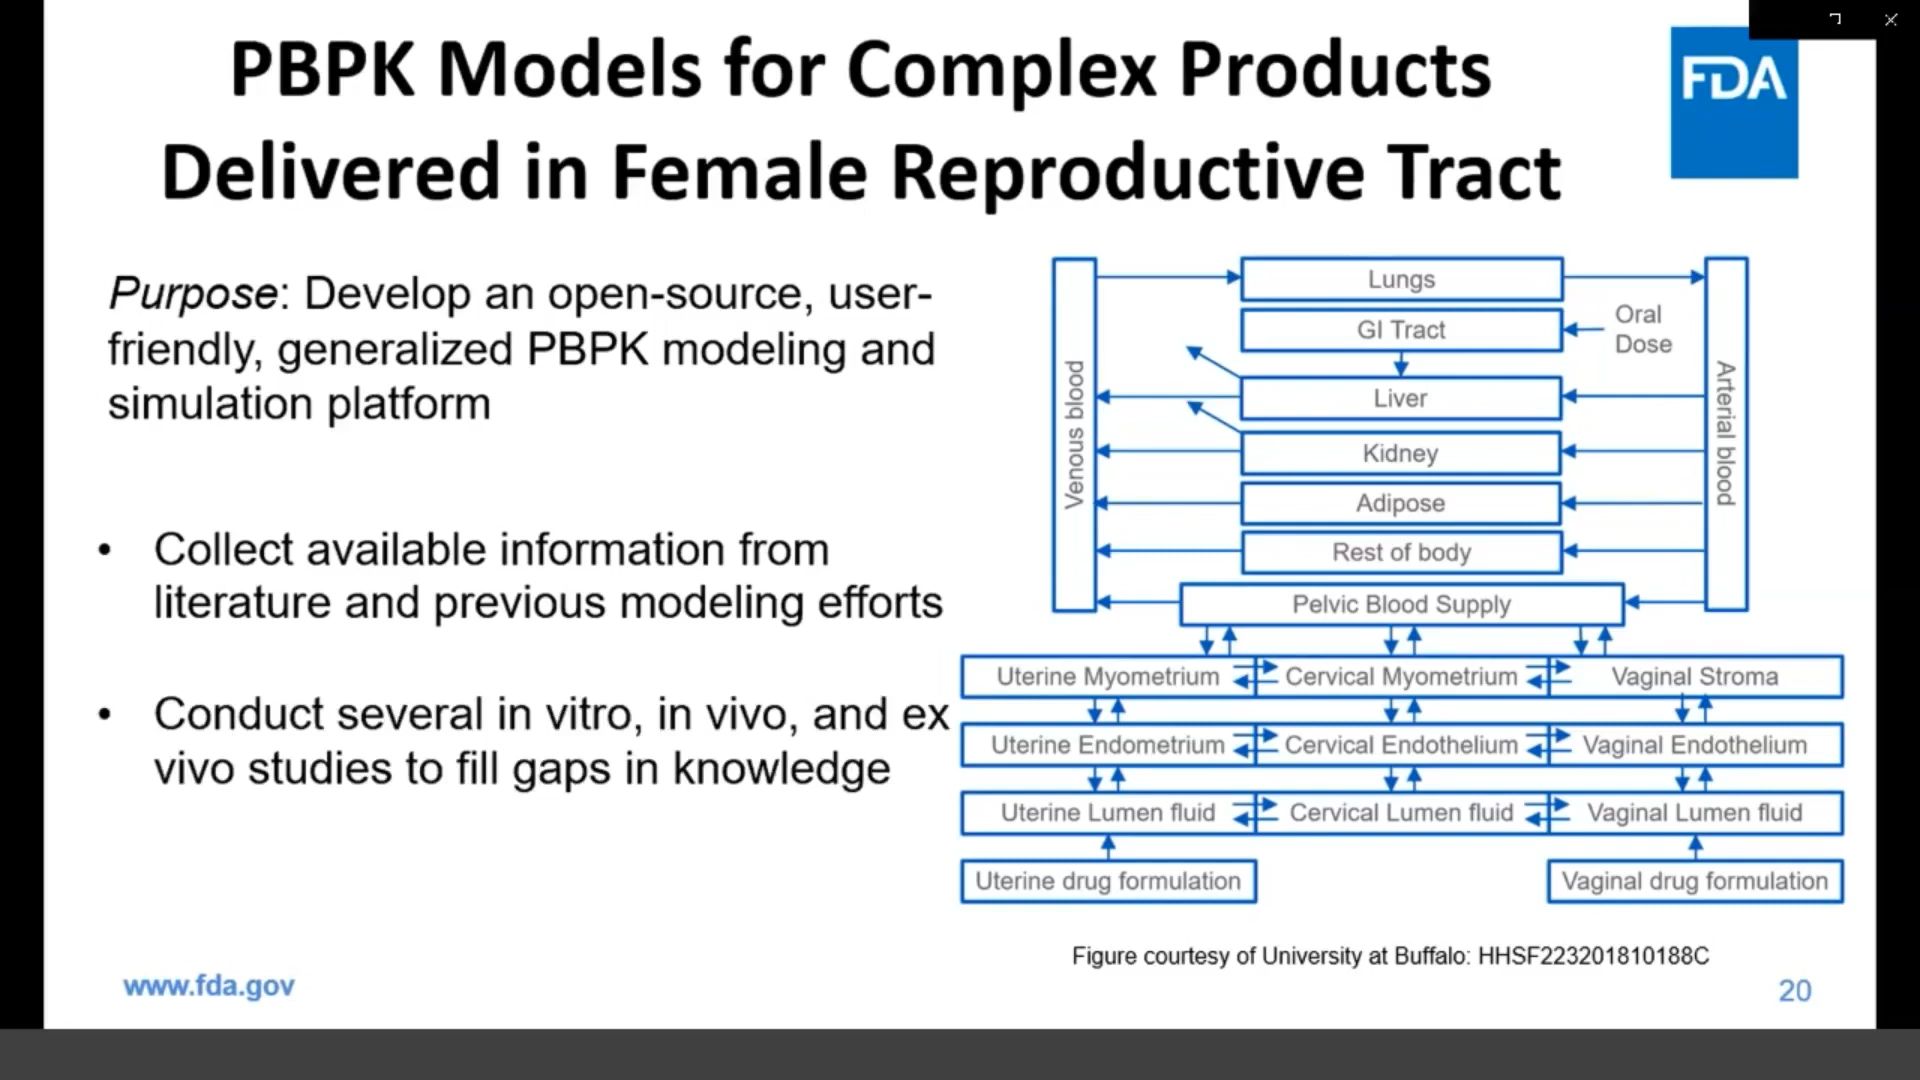 PBPK Models for Complex Products
Delivered in Female Reproductive Tract
FDA
Purpose: Develop an open-source, user-
friendly, generalized PBPK modeling and
simulation platform
• Collect available information from
literature and previous modeling efforts
• Conduct several in vitro, in vivo, and ex
vivo studies to fill gaps in knowledge
Venous blood
Lungs
GI Tract
Oral
Dose
Liver
Kidney
Adipose
Rest of body
Arterial blood
Pelvic Blood Supply
Uterine Myometrium
Cervical Myometrium
Vaginal Stroma
Uterine Endometrium
Cervical Endothelium
Vaginal Endothelium
Uterine Lumen fluid
Cervical Lumen fluid
Vaginal Lumen fluid
Uterine drug formulation
Vaginal drug formulation
Figure courtesy of University at Buffalo: HHSF223201810188C
www.fda.gov
20